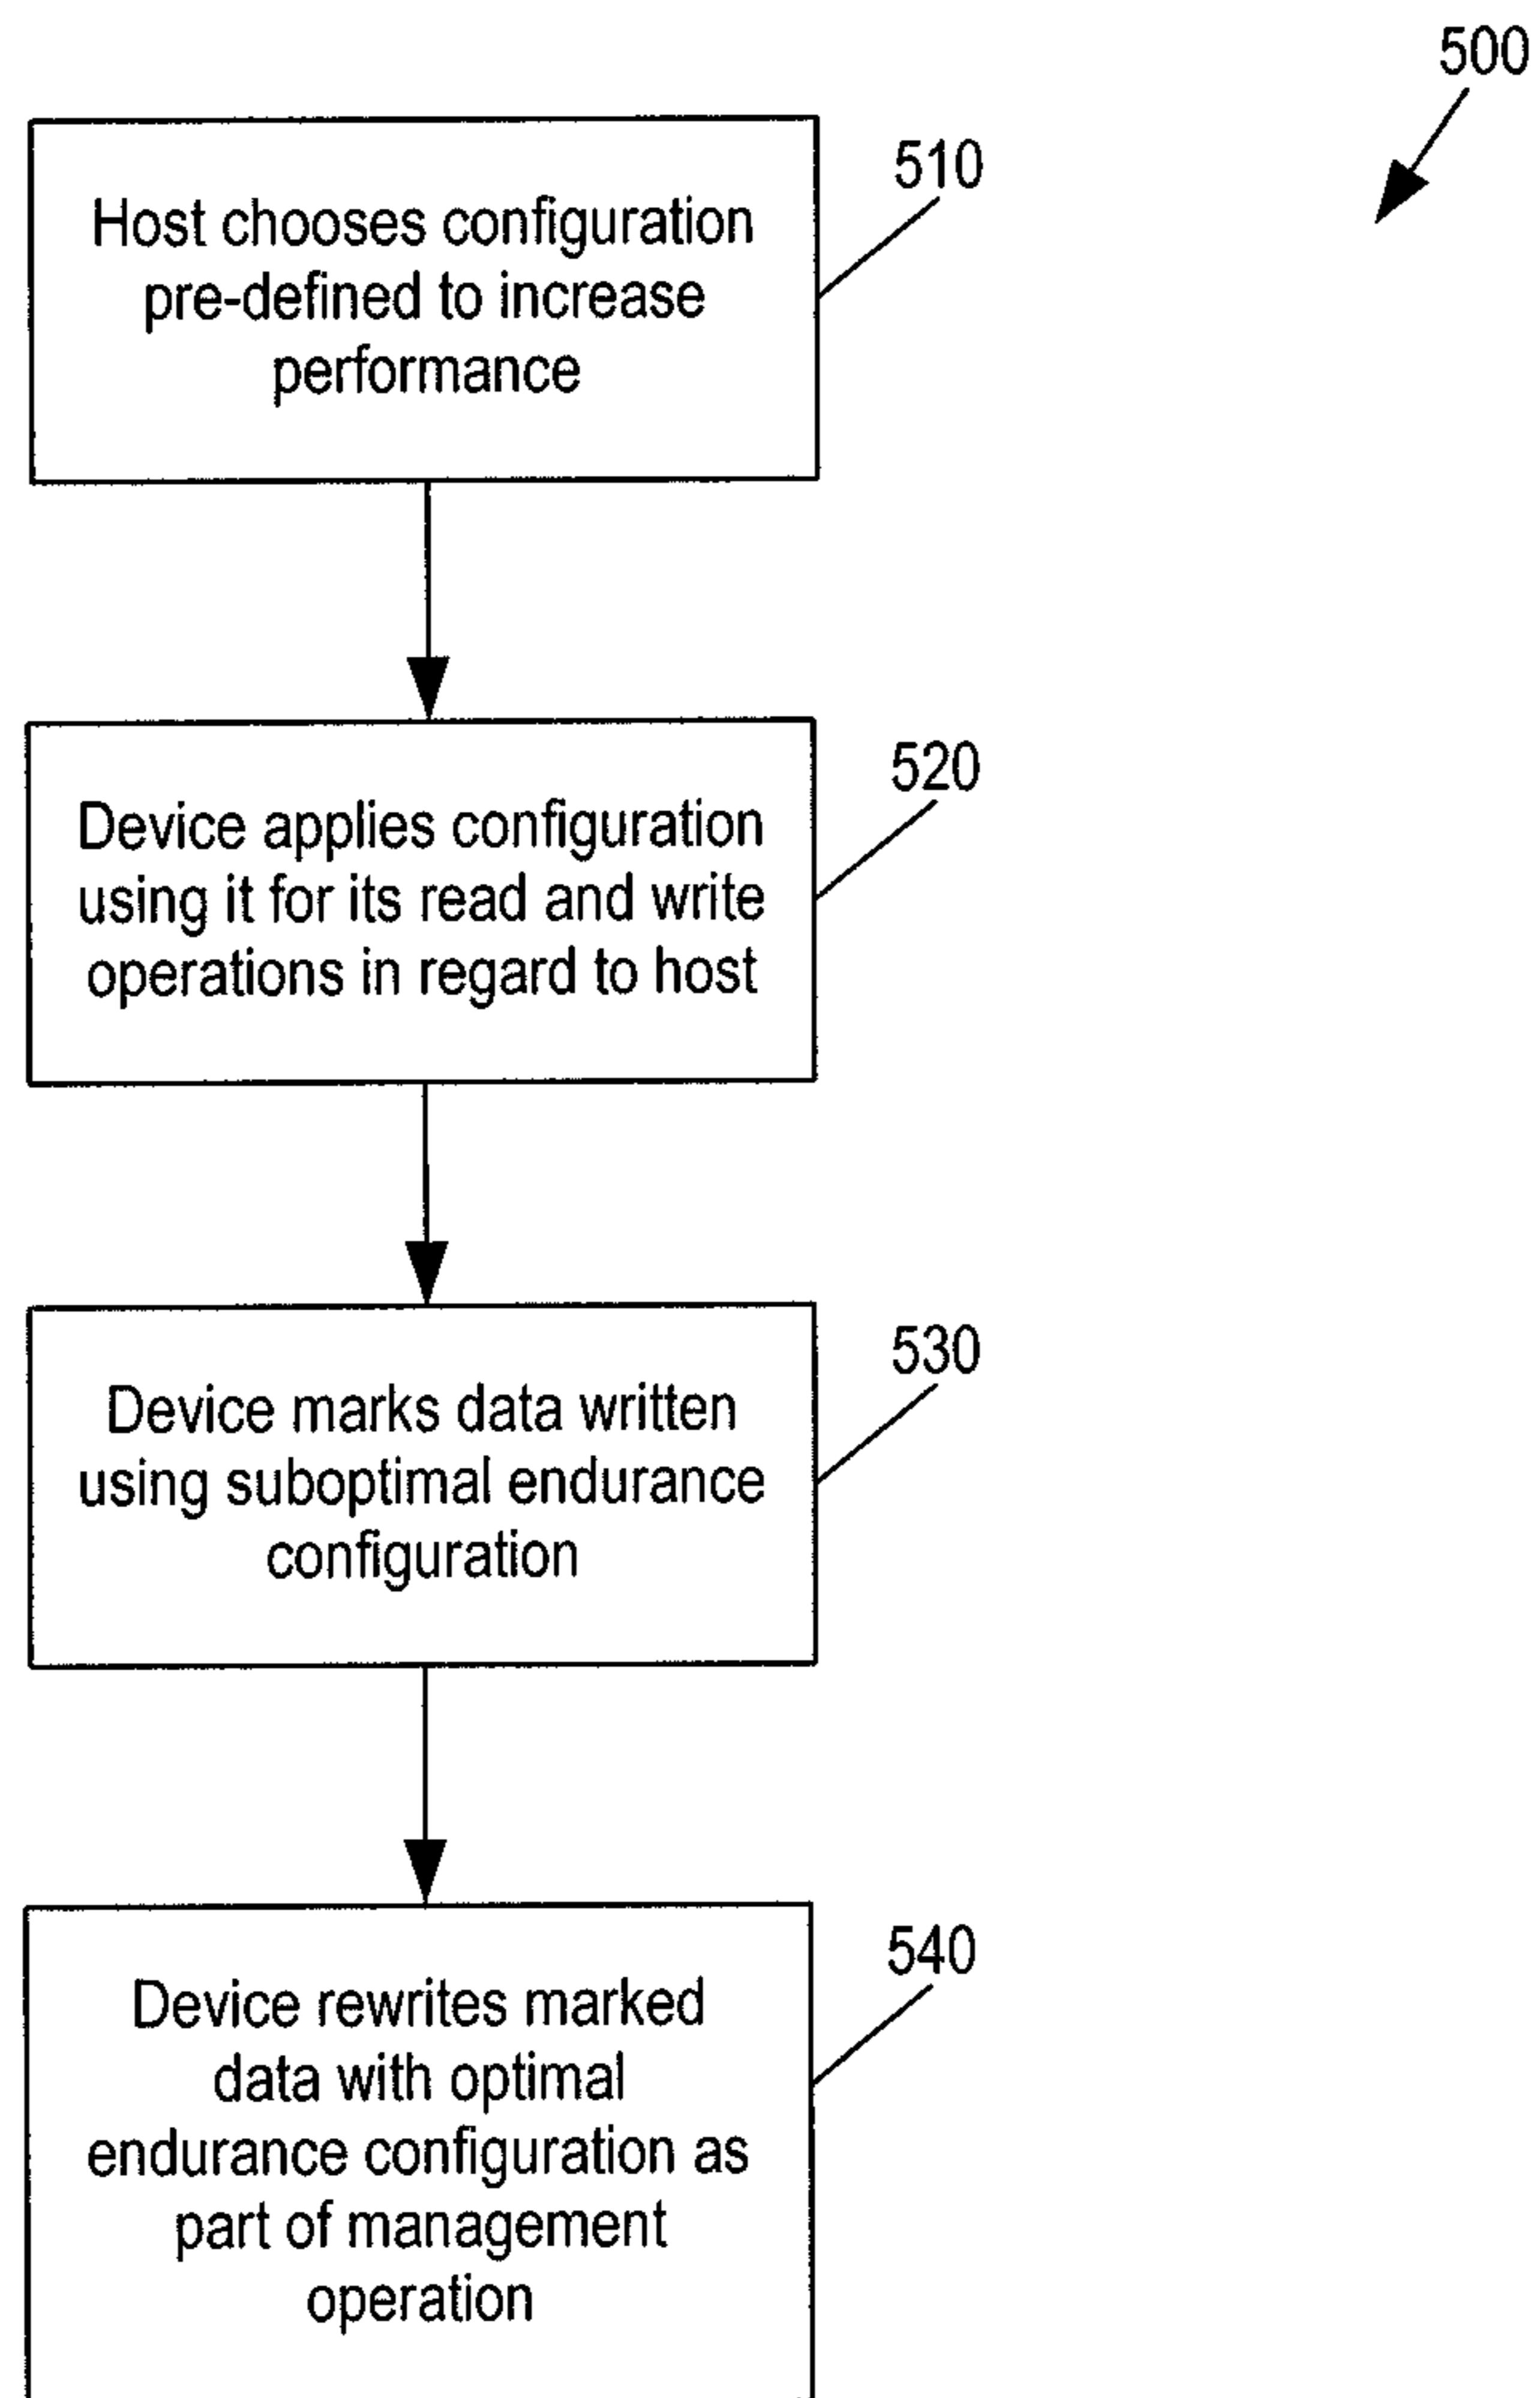 500
510
Host chooses configuration
pre-defined to increase
performance
520
Device applies configuration
using it for its read and write
operations in regard to host
530
Device marks data written
using suboptimal endurance
configuration
540
Device rewrites marked
data with optimal
endurance configuration as
part of management
operation